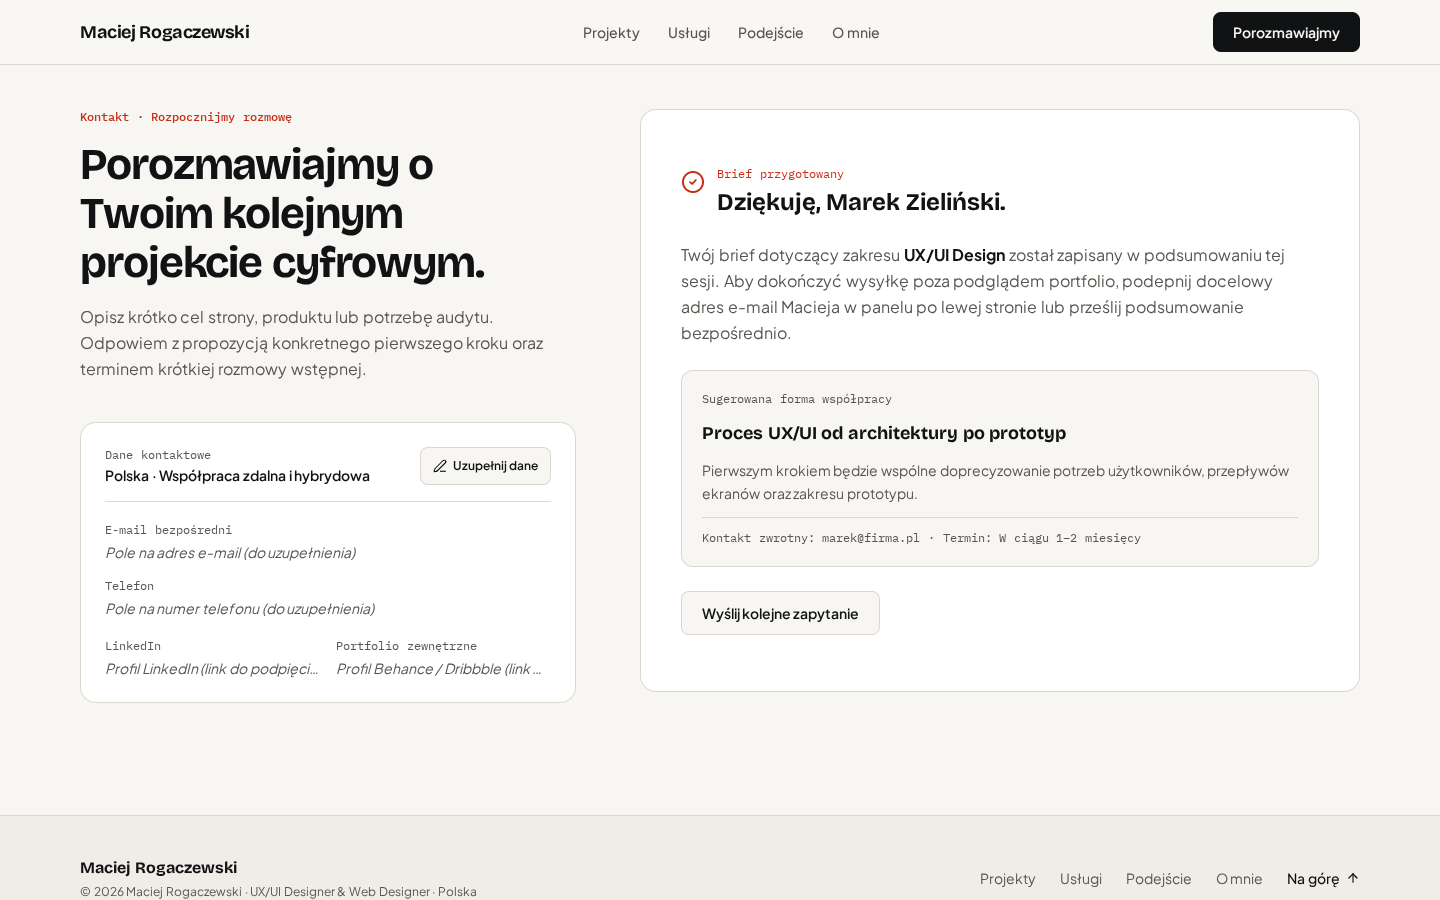 Maciej Rogaczewski
Projekty
Usługi
Podejście
O mnie
Porozmawiajmy
Kontakt · Rozpocznijmy rozmowę
Porozmawiajmy o
Twoim kolejnym
projekcie cyfrowym.
Opisz krótko cel strony, produktu lub potrzebę audytu.
Odpowiem z propozycją konkretnego pierwszego kroku oraz
terminem krótkiej rozmowy wstępnej.
Dane kontaktowe
Polska · Współpraca zdalna i hybrydowa
Uzupełnij dane
E-mail bezpośredni
Pole na adres e-mail (do uzupełnienia)
Telefon
Pole na numer telefonu (do uzupełnienia)
LinkedIn
Profil LinkedIn (link do podpięci...
Portfolio zewnętrzne
Profil Behance / Dribbble (link ...
Brief przygotowany
Dziękuję, Marek Zieliński.
Twój brief dotyczący zakresu UX/UI Design został zapisany w podsumowaniu tej
sesji. Aby dokończyć wysyłkę poza podglądem portfolio, podepnij docelowy
adres e-mail Macieja w panelu po lewej stronie lub prześlij podsumowanie
bezpośrednio.
Sugerowana forma współpracy
Proces UX/UI od architektury po prototyp
Pierwszym krokiem będzie wspólne doprecyzowanie potrzeb użytkowników, przepływów
ekranów oraz zakresu prototypu.
Kontakt zwrotny: marek@firma.pl · Termin: W ciągu 1–2 miesięcy
Wyślij kolejne zapytanie
Maciej Rogaczewski
© 2026 Maciej Rogaczewski · UX/UI Designer & Web Designer · Polska
Projekty
Usługi
Podejście
O mnie
Na górę ↑